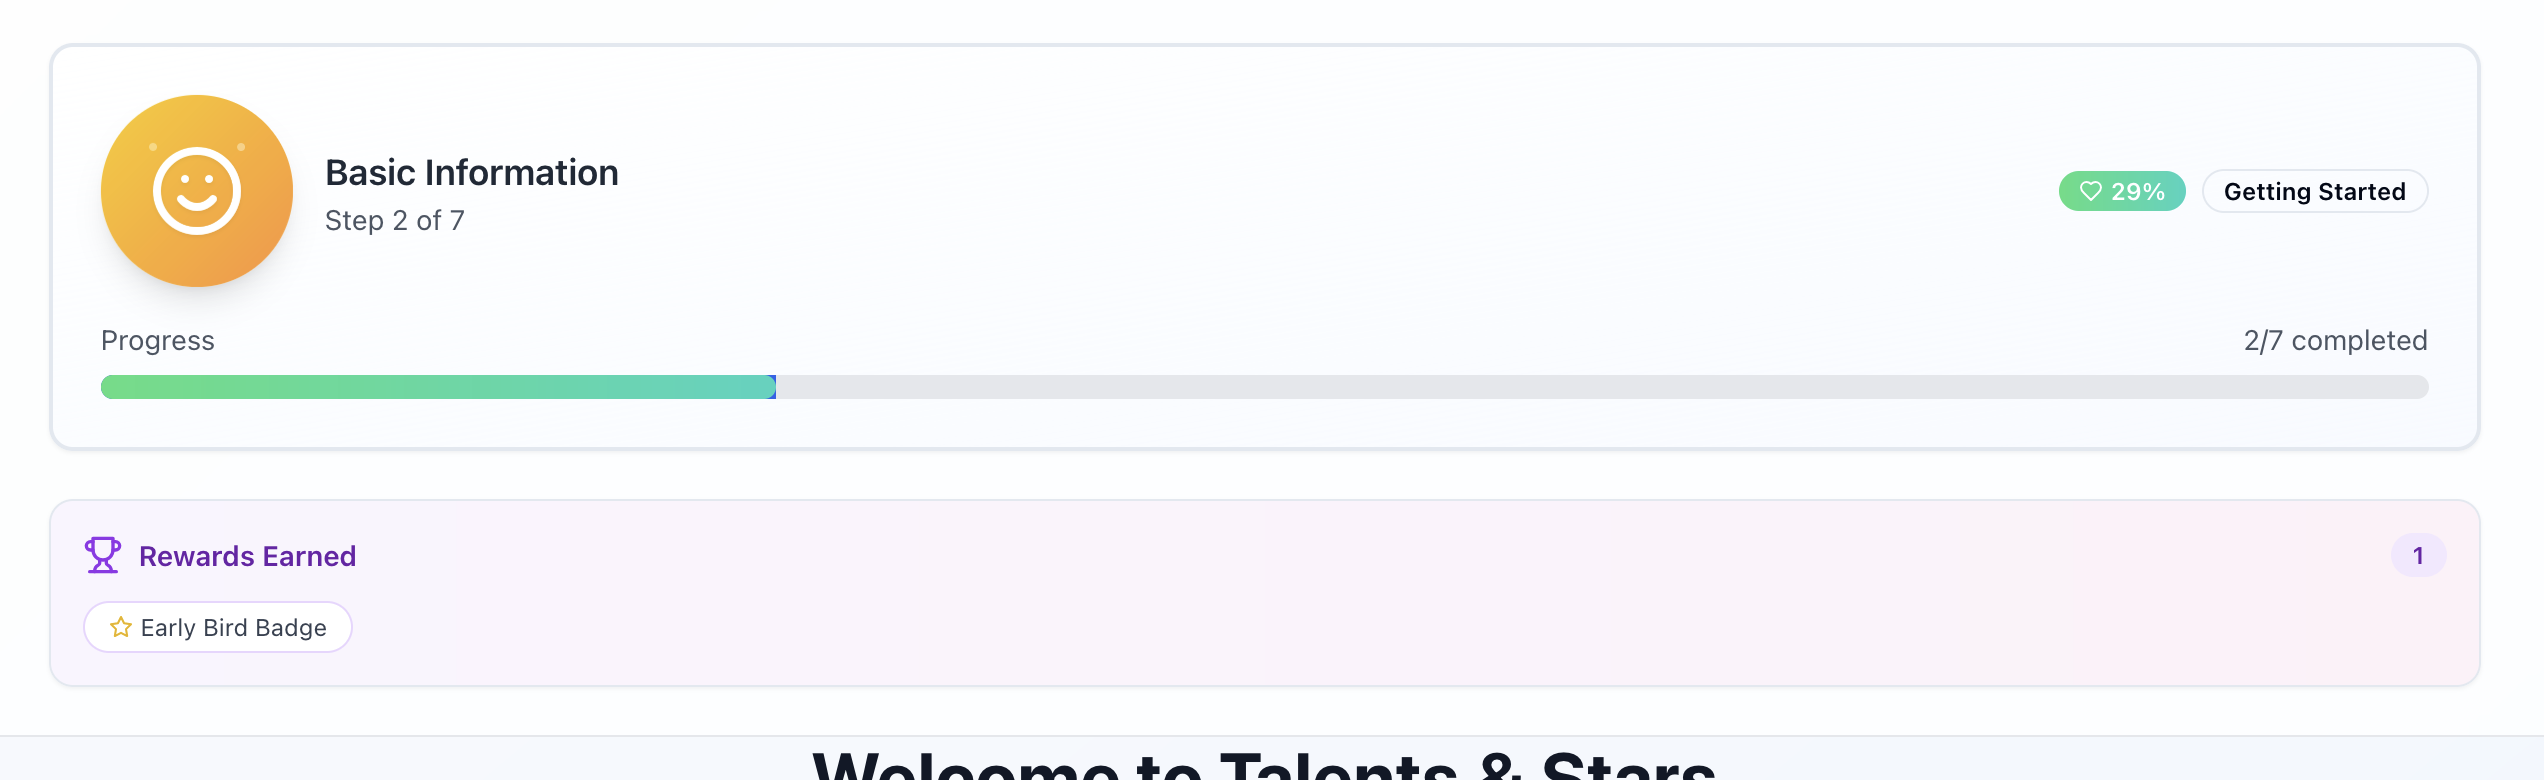 Basic Information
Step 2 of 7
29%
Getting Started
Progress
2/7 completed
Rewards Earned
1
Early Bird Badge
Welcome to Talents & Stars